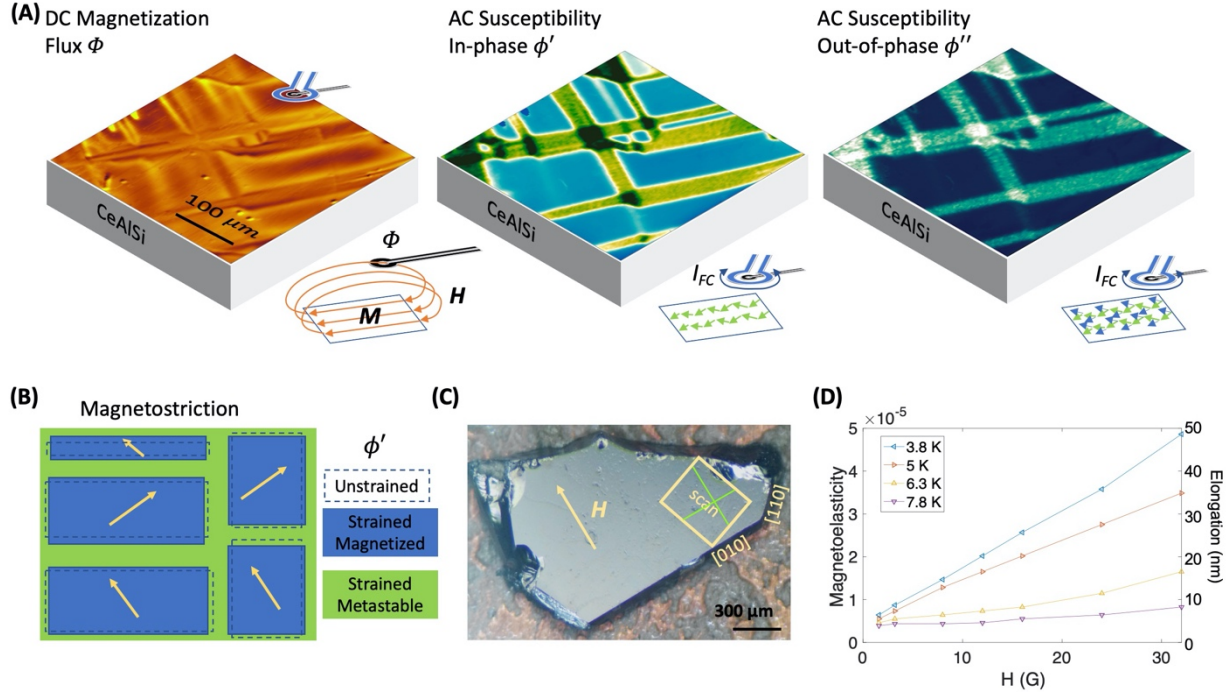 (A)
DC Magnetization
Flux Φ
AC Susceptibility
In-phase ϕ′
AC Susceptibility
Out-of-phase ϕ′′
CeAlSi
100 μm
Φ
H
M
CeAlSi
I_FC
CeAlSi
I_FC
(B)
Magnetostriction
ϕ′
Unstrained
Strained
Magnetized
Strained
Metastable
(C)
H
scan
[110]
[010]
300 μm
(D)
×10⁻⁵
5
4
3
2
1
0
Magnetoelasticity
3.8 K
5 K
6.3 K
7.8 K
50
40
30
20
10
0
Elongation (nm)
0
10
20
30
H (G)